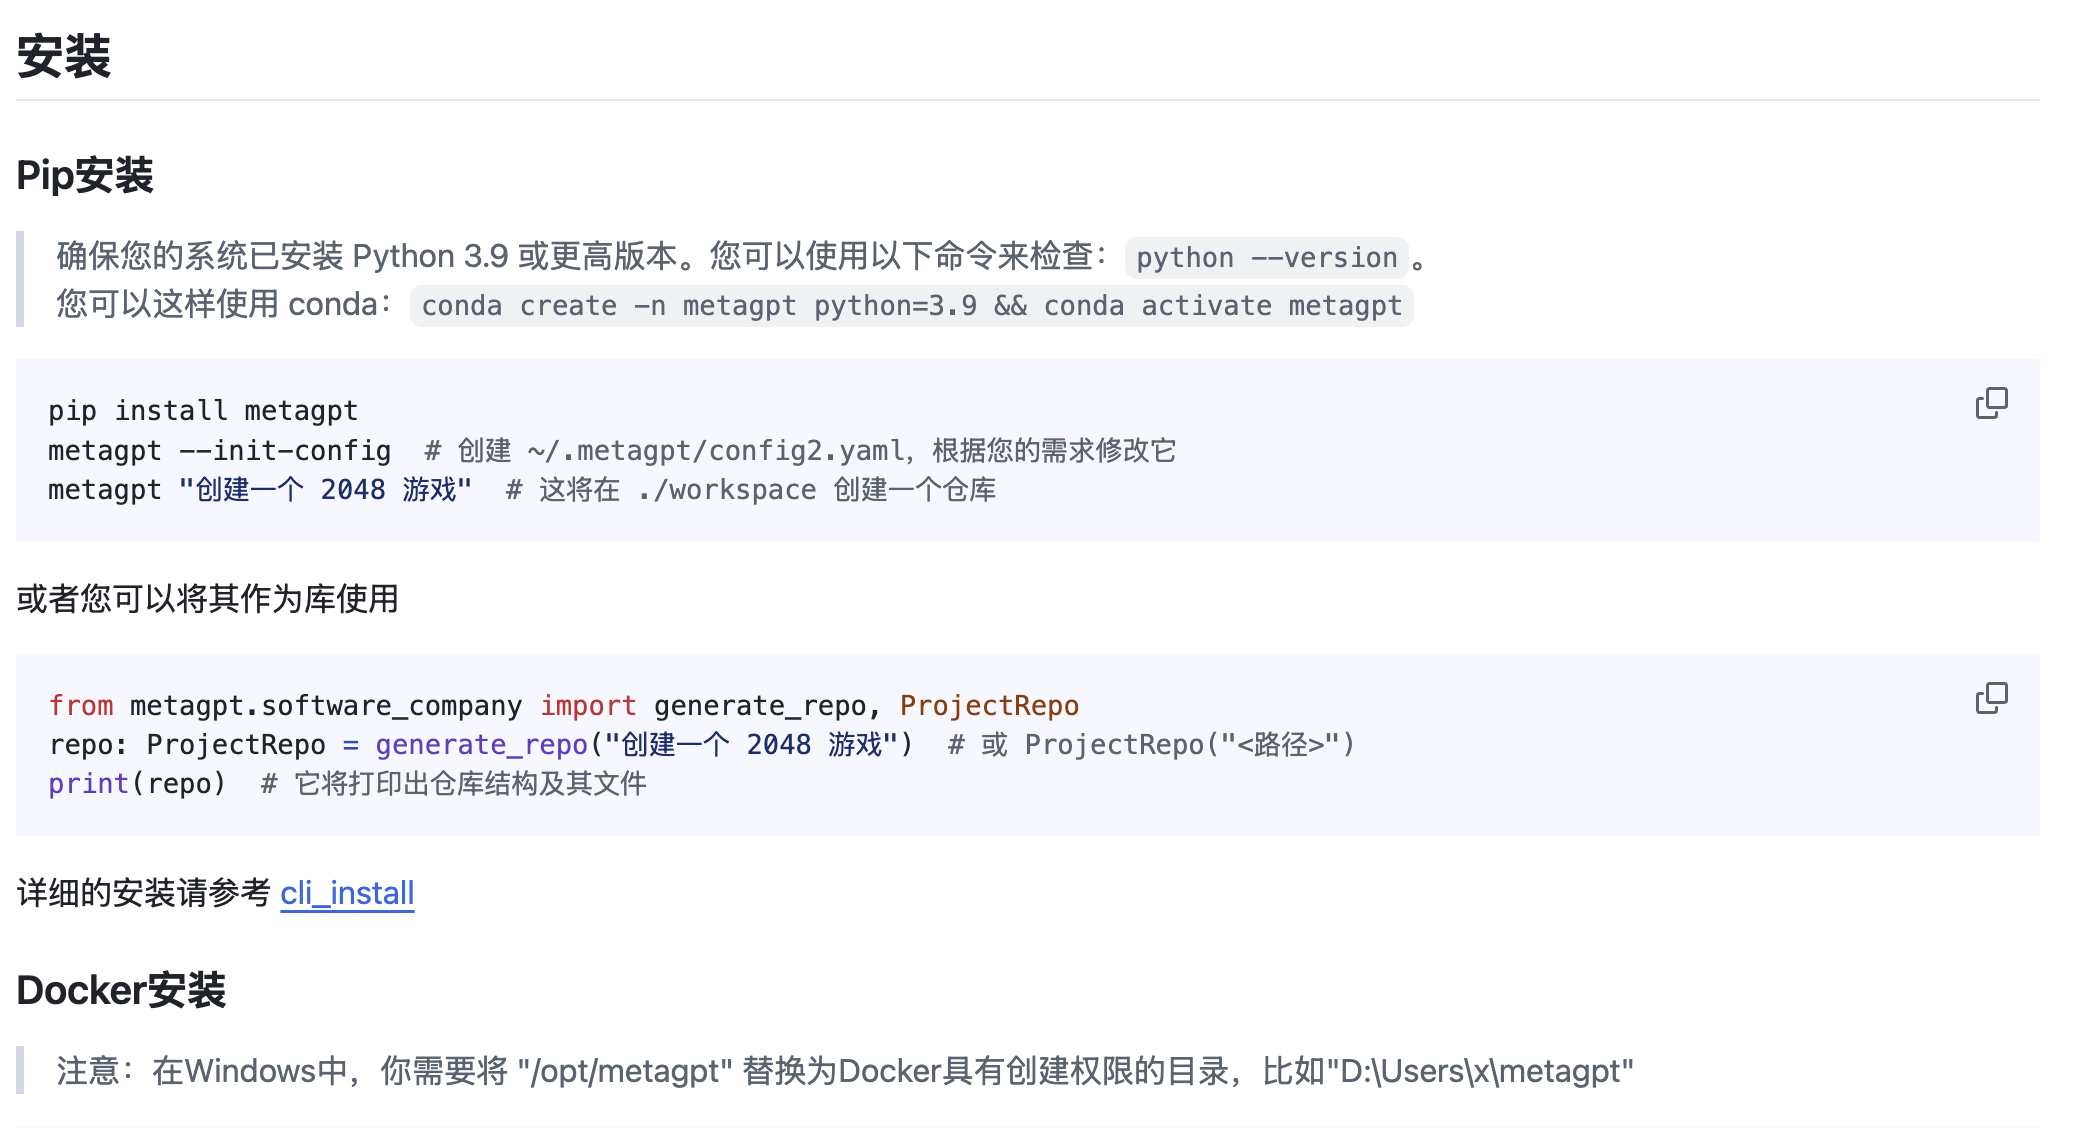 安装
Pip安装
确保您的系统已安装 Python 3.9 或更高版本。您可以使用以下命令来检查： python --version 。
您可以这样使用 conda： conda create -n metagpt python=3.9 && conda activate metagpt
pip install metagpt
metagpt --init-config  # 创建 ~/.metagpt/config2.yaml，根据您的需求修改它
metagpt "创建一个 2048 游戏"  # 这将在 ./workspace 创建一个仓库
或者您可以将其作为库使用
from metagpt.software_company import generate_repo, ProjectRepo
repo: ProjectRepo = generate_repo("创建一个 2048 游戏")  # 或 ProjectRepo("<路径>")
print(repo)  # 它将打印出仓库结构及其文件
详细的安装请参考 cli_install
Docker安装
注意：在Windows中，你需要将 "/opt/metagpt" 替换为Docker具有创建权限的目录，比如"D:\Users\x\metagpt"